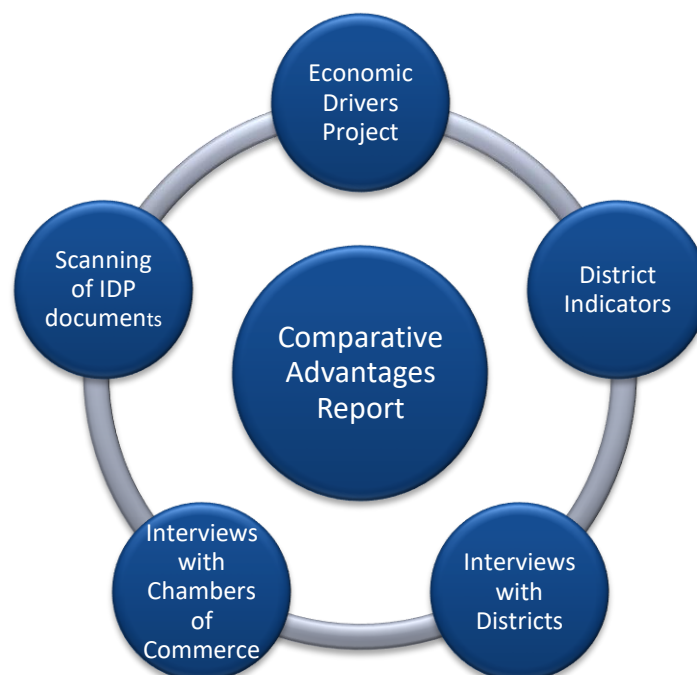 Economic
Drivers
Project
District
Indicators
Interviews
with
Districts
Interviews
with
Chambers
of
Commerce
Scanning
of IDP
documents
Comparative
Advantages
Report